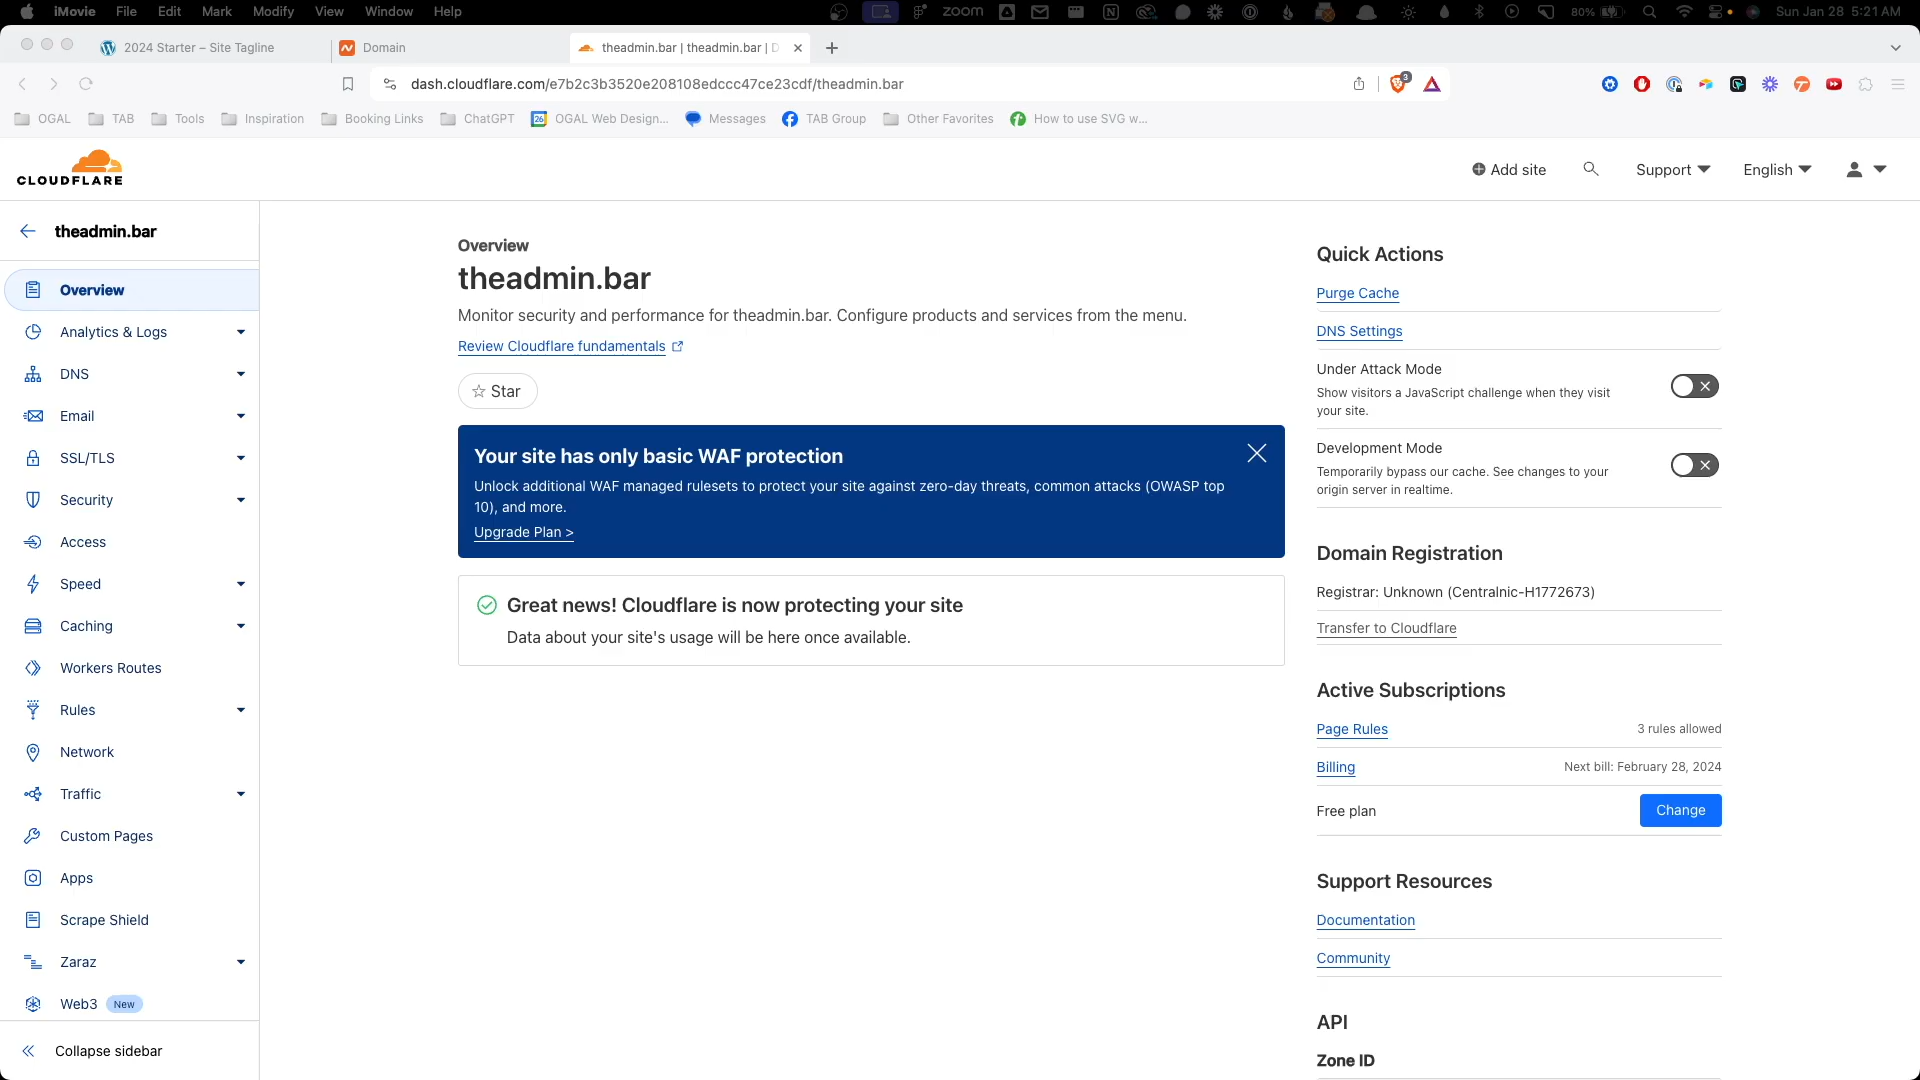 iMovie File Edit Mark Modify View Window Help
zoom 80% Sun Jan 28 5:21 AM
2024 Starter – Site Tagline
Domain
theadmin.bar | theadmin.bar | D
dash.cloudflare.com/e7b2c3b3520e208108edccc47ce23cdf/theadmin.bar
3
OGAL TAB Tools Inspiration Booking Links ChatGPT 26 OGAL Web Design... Messages TAB Group Other Favorites How to use SVG w...
CLOUDFLARE
Add site
Support
English
theadmin.bar
Overview
Analytics & Logs
DNS
Email
SSL/TLS
Security
Access
Speed
Caching
Workers Routes
Rules
Network
Traffic
Custom Pages
Apps
Scrape Shield
Zaraz
Web3 New
Collapse sidebar
Overview
theadmin.bar
Monitor security and performance for theadmin.bar. Configure products and services from the menu.
Review Cloudflare fundamentals
Star
Your site has only basic WAF protection
Unlock additional WAF managed rulesets to protect your site against zero-day threats, common attacks (OWASP top
10), and more.
Upgrade Plan >
Great news! Cloudflare is now protecting your site
Data about your site's usage will be here once available.
Quick Actions
Purge Cache
DNS Settings
Under Attack Mode
Show visitors a JavaScript challenge when they visit
your site.
Development Mode
Temporarily bypass our cache. See changes to your
origin server in realtime.
Domain Registration
Registrar: Unknown (Centralnic-H1772673)
Transfer to Cloudflare
Active Subscriptions
Page Rules 3 rules allowed
Billing Next bill: February 28, 2024
Free plan Change
Support Resources
Documentation
Community
API
Zone ID